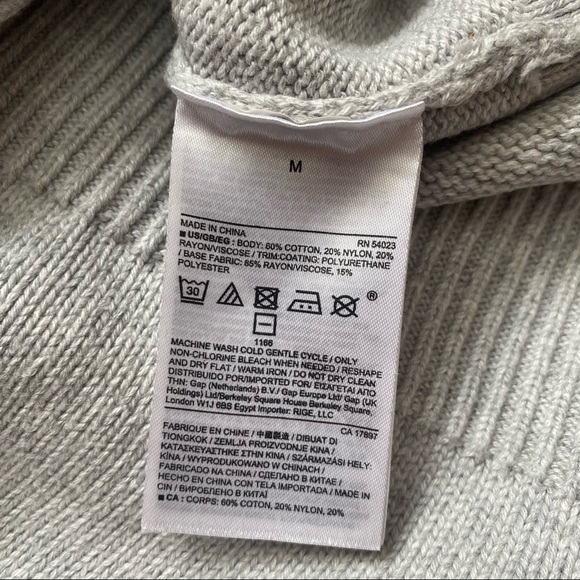 M
MADE IN CHINA RN 54023
■ US/GB/EG : BODY: 60% COTTON, 20% NYLON, 20%
RAYON/VISCOSE / TRIM:COATING: POLYURETHANE
/ BASE FABRIC: 85% RAYON/VISCOSE, 15%
POLYESTER
30 ®
1166
MACHINE WASH COLD GENTLE CYCLE / ONLY
NON-CHLORINE BLEACH WHEN NEEDED / RESHAPE
AND DRY FLAT / WARM IRON / DO NOT DRY CLEAN
DISTRIBUIDO POR/IMPORTED FOR/ ΕΙΣΑΓΕΤΑΙ ΑΠΟ
THN: Gap (Netherlands) B.V. / Gap Europe Ltd/ Gap (UK
Holdings) Ltd/Berkeley Square House Berkeley Square,
London W1J 6BS Egypt Importer: RIGE, LLC
CA 17897
FABRIQUE EN CHINE / 中國製造 / DIBUAT DI
TIONGKOK / ZEMLJA PROIZVODNJE KINA /
ΚΑΤΑΣΚΕΥΑΣΤΗΚΕ ΣΤΗΝ ΚΙΝΑ / SZÁRMAZÁSI HELY:
KÍNA / WYPRODUKOWANO W CHINACH /
FABRICADO NA CHINA / СДЕЛАНО В КИТАЕ /
HECHO EN CHINA CON TELA IMPORTADA / MADE IN
CIN / ВИРОБЛЕНО В КИТАЇ
■ CA : CORPS: 60% COTON, 20% NYLON, 20%